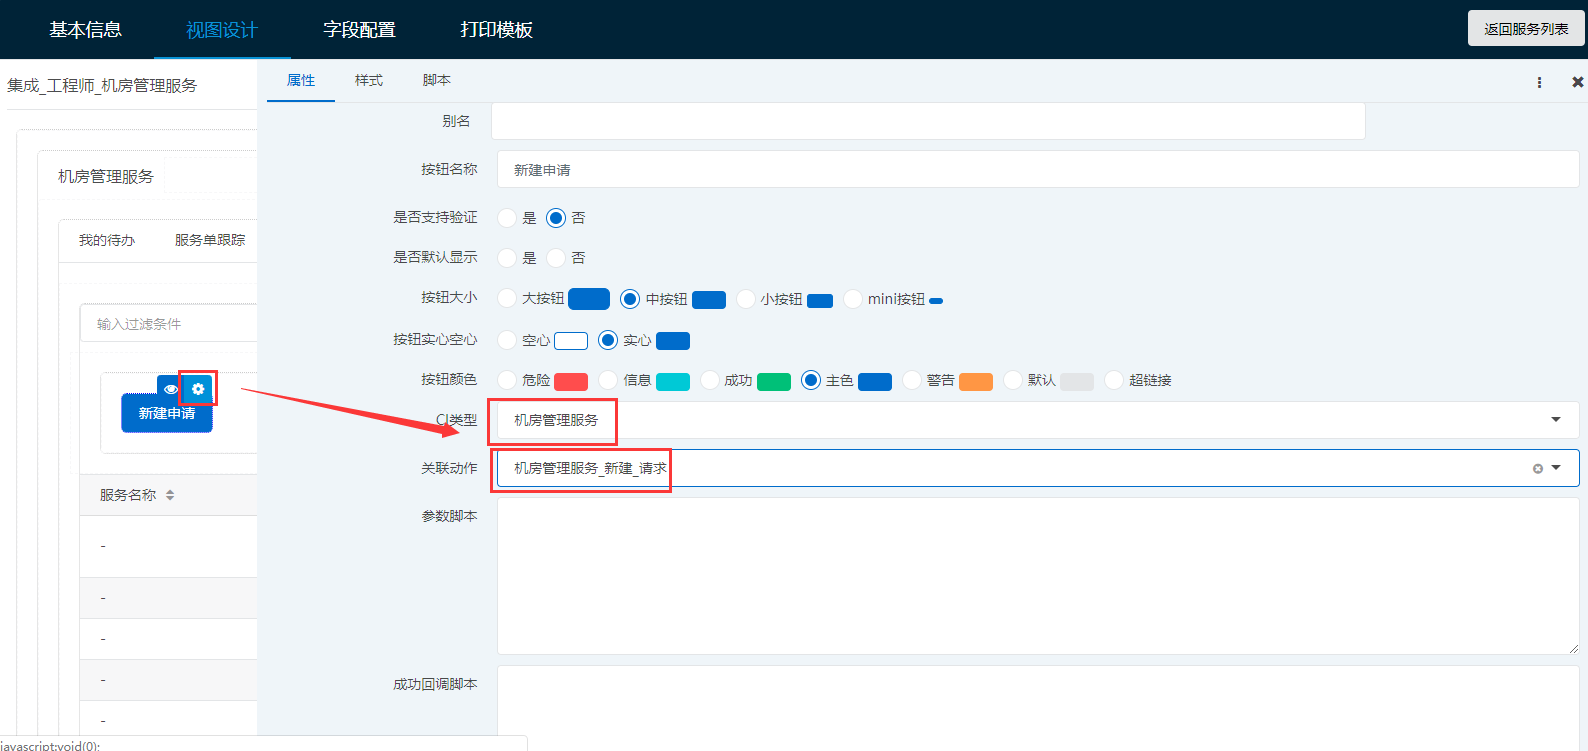 基本信息 视图设计 字段配置 打印模板 返回服务列表
集成_工程师_机房管理服务
机房管理服务
我的待办 服务单跟踪
输入过滤条件
新建申请
服务名称
-
-
-
-
-
javascript:void(0);
属性 样式 脚本
别名
按钮名称 新建申请
是否支持验证 是 否
是否默认显示 是 否
按钮大小 大按钮 中按钮 小按钮 mini按钮
按钮实心空心 空心 实心
按钮颜色 危险 信息 成功 主色 警告 默认 超链接
CI类型 机房管理服务
关联动作 机房管理服务_新建_请求
参数脚本
成功回调脚本